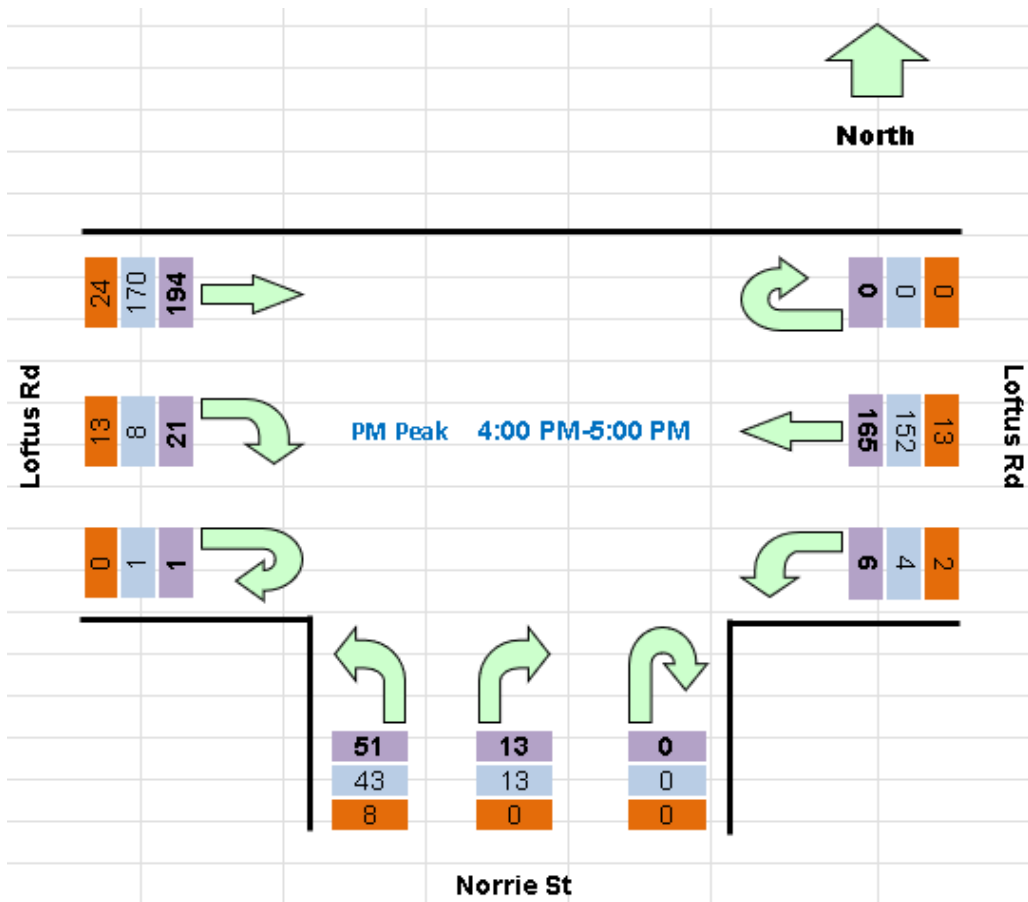 North
24 170 194
0 0 0
Loftus Rd
13 8 21
PM Peak 4:00 PM-5:00 PM
165 152 13
Loftus Rd
0 1 1
6 4 2
51 13 0
43 13 0
8 0 0
Norrie St